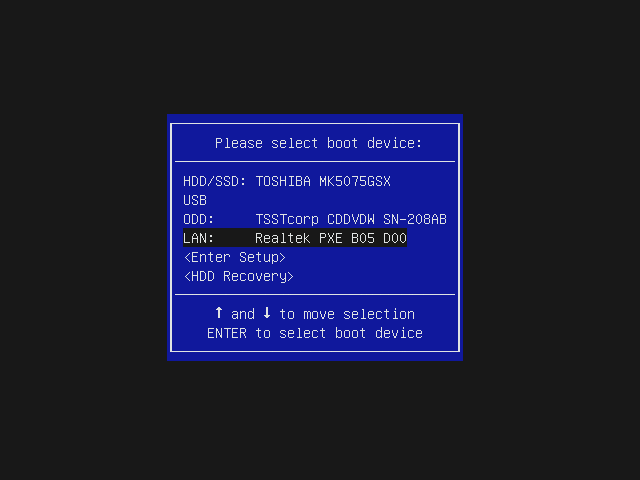 Please select boot device:
HDD/SSD: TOSHIBA MK5075GSX
USB
ODD: TSSTcorp CDDVDW SN-208AB
LAN: Realtek PXE B05 D00
<Enter Setup>
<HDD Recovery>
↑ and ↓ to move selection
ENTER to select boot device